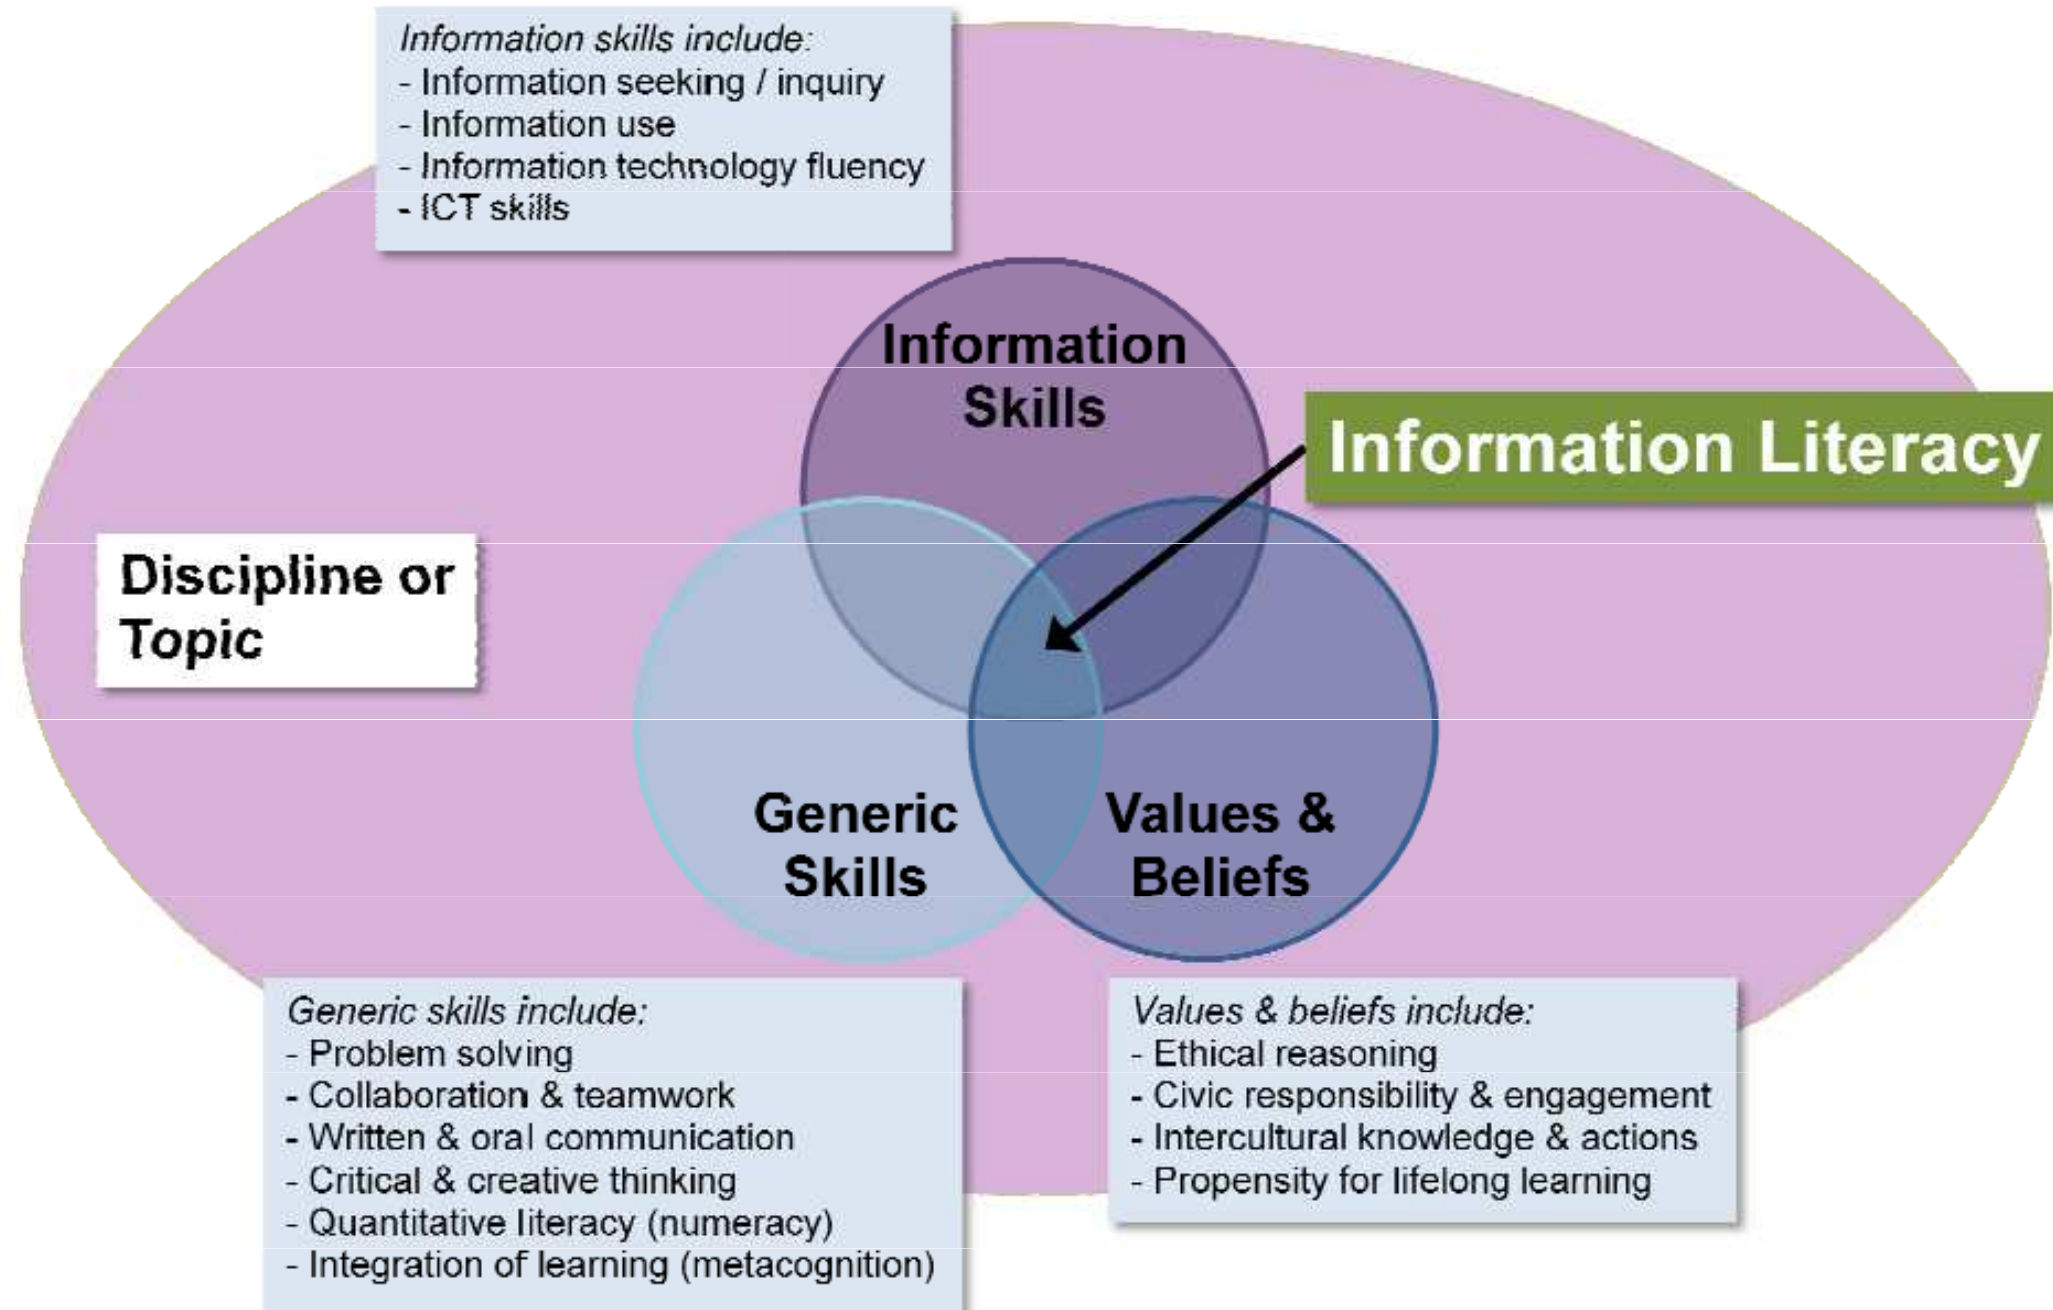 Information skills include:
- Information seeking / inquiry
- Information use
- Information technology fluency
- ICT skills
Information
Skills
Information Literacy
Discipline or
Topic
Generic
Skills
Values &
Beliefs
Generic skills include:
- Problem solving
- Collaboration & teamwork
- Written & oral communication
- Critical & creative thinking
- Quantitative literacy (numeracy)
- Integration of learning (metacognition)
Values & beliefs include:
- Ethical reasoning
- Civic responsibility & engagement
- Intercultural knowledge & actions
- Propensity for lifelong learning